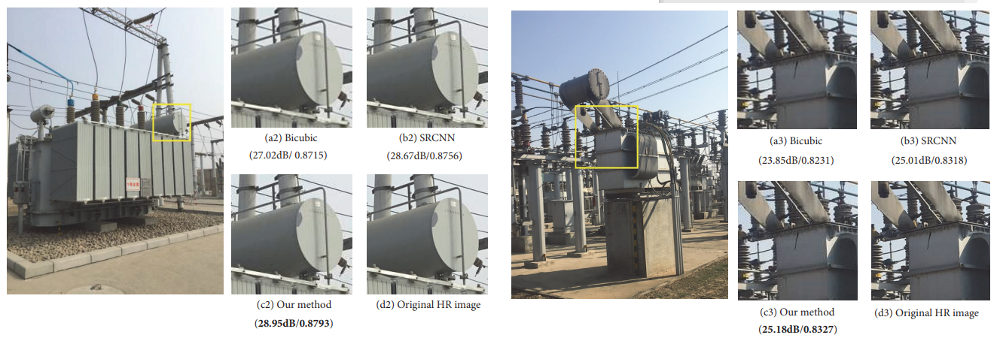 (a2) Bicubic
(27.02dB/ 0.8715)
(b2) SRCNN
(28.67dB/0.8756)
(c2) Our method
(28.95dB/0.8793)
(d2) Original HR image
(a3) Bicubic
(23.85dB/0.8231)
(b3) SRCNN
(25.01dB/0.8318)
(c3) Our method
(25.18dB/0.8327)
(d3) Original HR image